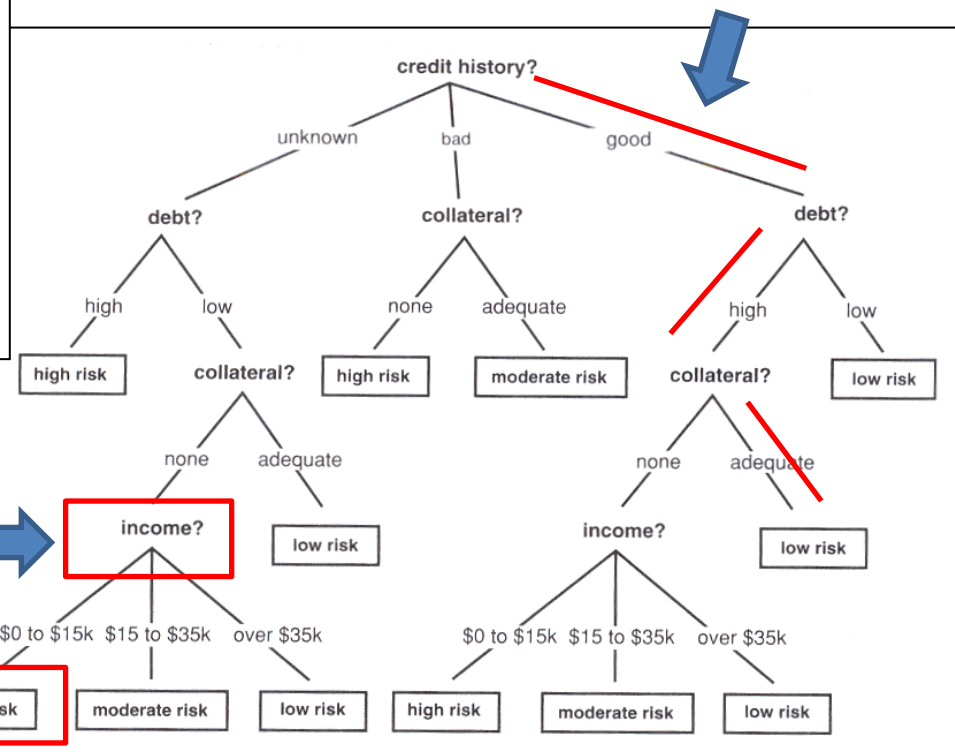 credit history?
unknown bad good
debt? collateral? debt?
high low none adequate high low
high risk collateral? high risk moderate risk collateral? low risk
none adequate none adequate
income? low risk income? low risk
$0 to $15k $15 to $35k over $35k $0 to $15k $15 to $35k over $35k
sk moderate risk low risk high risk moderate risk low risk